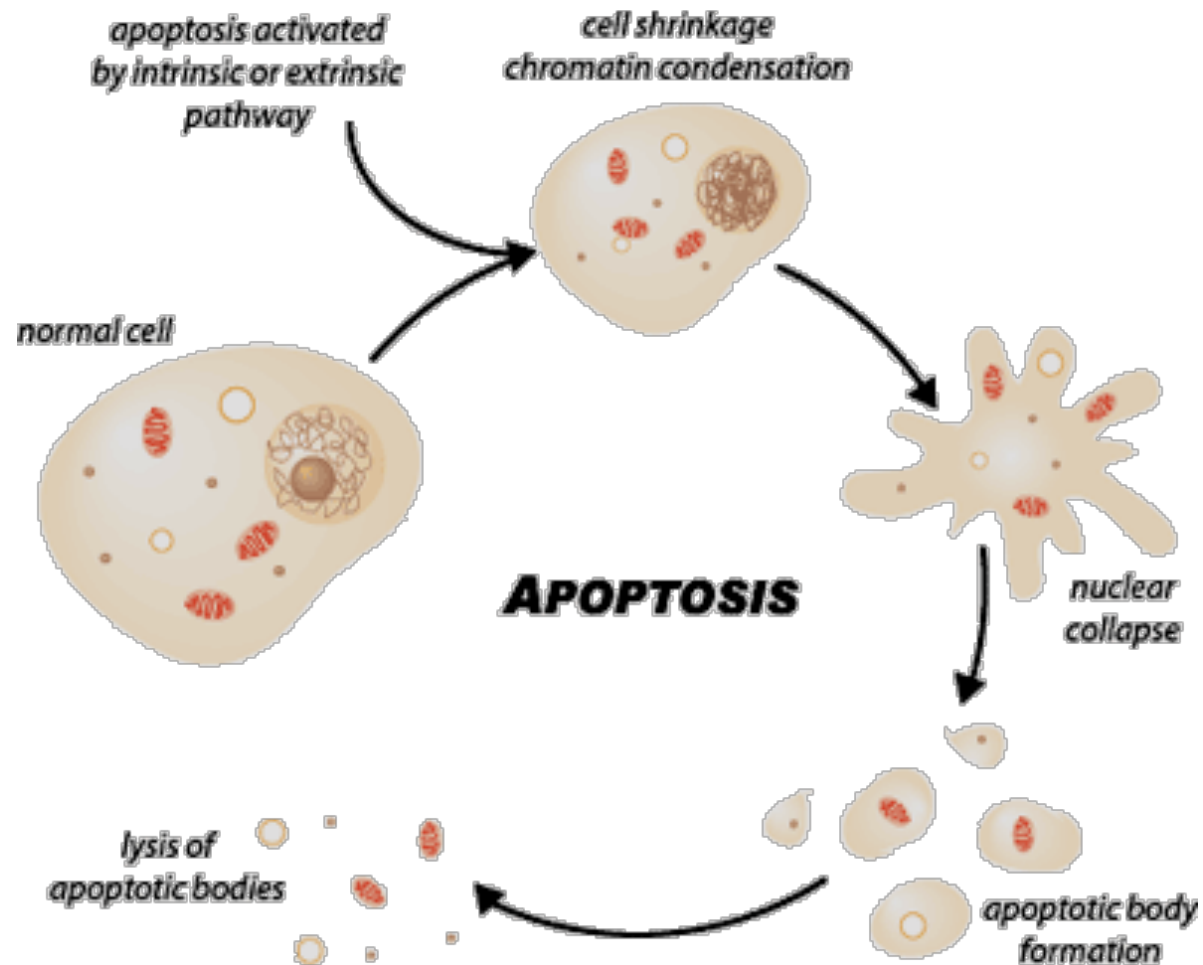 apoptosis activated
by intrinsic or extrinsic
pathway
cell shrinkage
chromatin condensation
normal cell
APOPTOSIS
nuclear
collapse
lysis of
apoptotic bodies
apoptotic body
formation